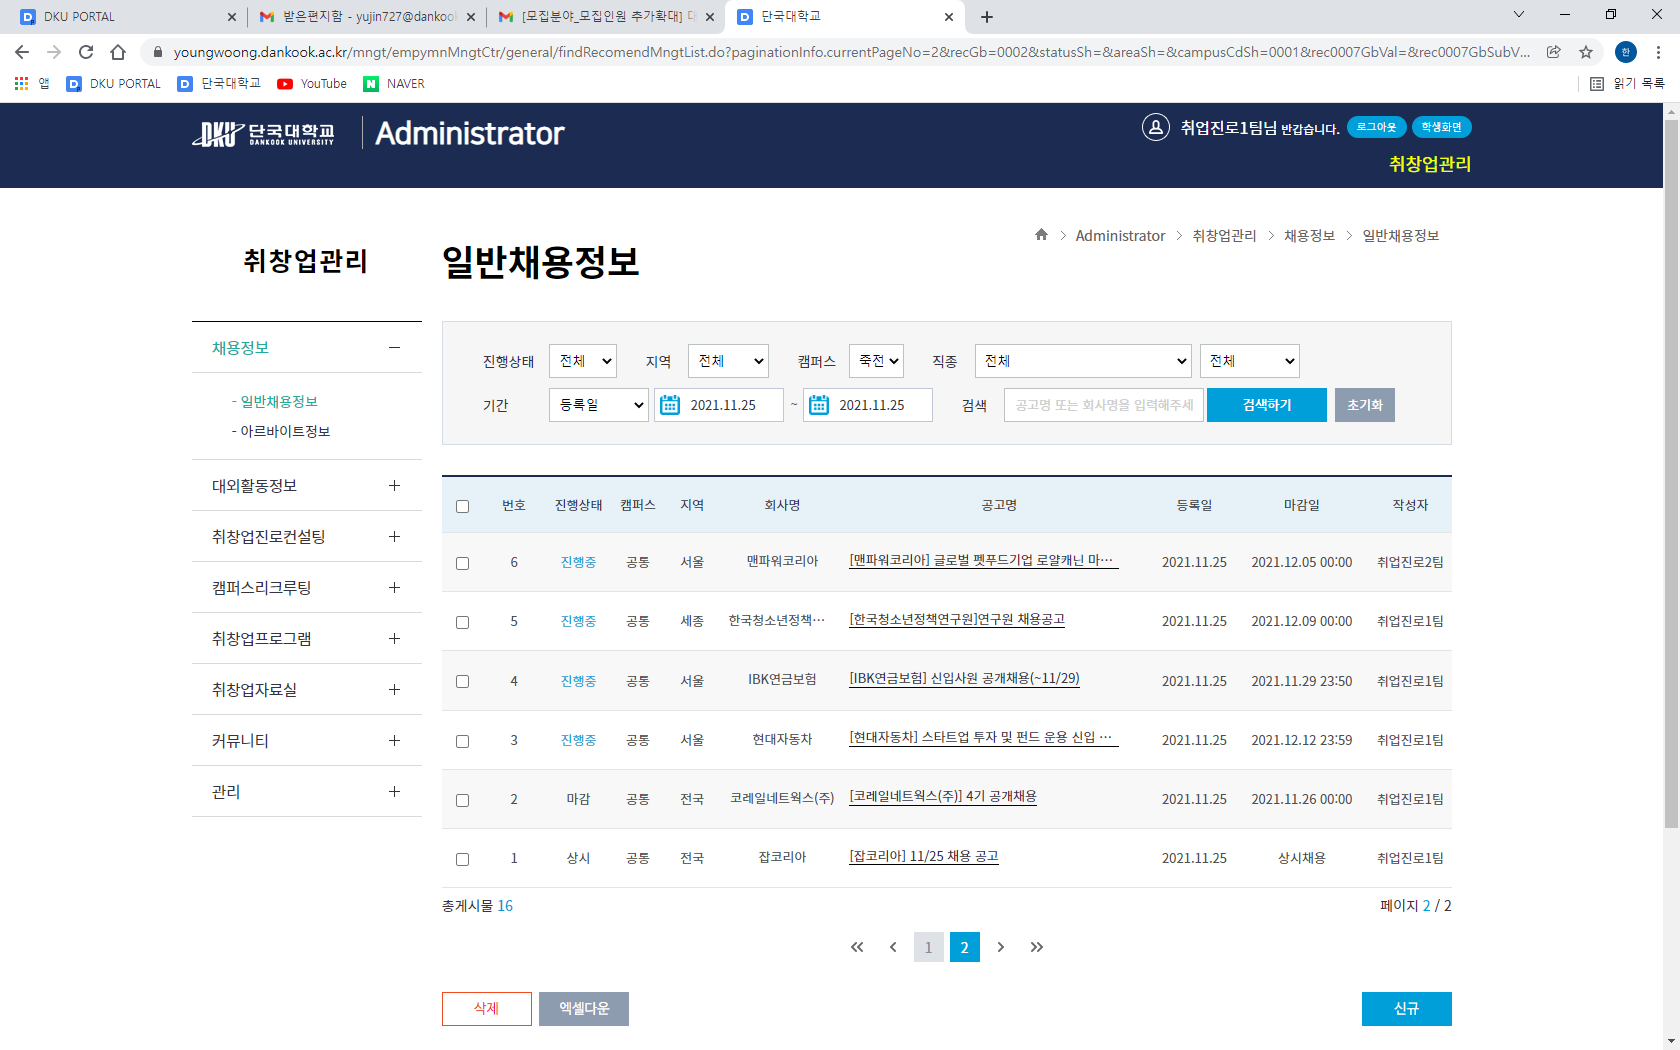 DKU PORTAL
받은편지함 - yujin727@dankook
[모집분야_모집인원 추가확대]
단국대학교
youngwoong.dankook.ac.kr/mngt/empymnMngtCtr/general/findRecomendMngtList.do?paginationInfo.currentPageNo=2&recGb=0002&statusSh=&areaSh=&campusCdSh=0001&rec0007GbVal=&rec0007GbSubV...
한
앱
DKU PORTAL
단국대학교
YouTube
NAVER
읽기 목록
DKU 단국대학교
DANKOOK UNIVERSITY
Administrator
취업진로1팀님 반갑습니다.
로그아웃
학생화면
취창업관리
취창업관리
일반채용정보
Administrator > 취창업관리 > 채용정보 > 일반채용정보
채용정보
- 일반채용정보
- 아르바이트정보
대외활동정보
취창업진로컨설팅
캠퍼스리크루팅
취창업프로그램
취창업자료실
커뮤니티
관리
진행상태 전체 지역 전체 캠퍼스 죽전 직종 전체 전체
기간 등록일 2021.11.25 ~ 2021.11.25 검색 공고명 또는 회사명을 입력해주세 검색하기 초기화
번호 진행상태 캠퍼스 지역 회사명 공고명 등록일 마감일 작성자
6 진행중 공통 서울 맨파워코리아 [맨파워코리아] 글로벌 펫푸드기업 로얄캐닌 마… 2021.11.25 2021.12.05 00:00 취업진로2팀
5 진행중 공통 세종 한국청소년정책… [한국청소년정책연구원]연구원 채용공고 2021.11.25 2021.12.09 00:00 취업진로1팀
4 진행중 공통 서울 IBK연금보험 [IBK연금보험] 신입사원 공개채용(~11/29) 2021.11.25 2021.11.29 23:50 취업진로1팀
3 진행중 공통 서울 현대자동차 [현대자동차] 스타트업 투자 및 펀드 운용 신입 … 2021.11.25 2021.12.12 23:59 취업진로1팀
2 마감 공통 전국 코레일네트웍스(주) [코레일네트웍스(주)] 4기 공개채용 2021.11.25 2021.11.26 00:00 취업진로1팀
1 상시 공통 전국 잡코리아 [잡코리아] 11/25 채용 공고 2021.11.25 상시채용 취업진로1팀
총게시물 16
페이지 2 / 2
1 2
삭제
엑셀다운
신규